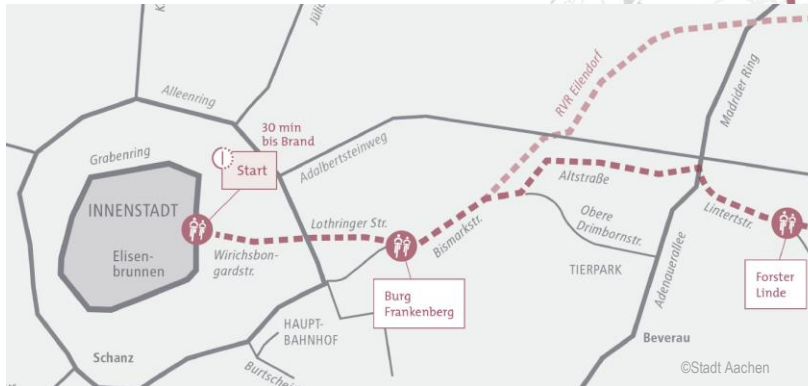 Alleenring
Grabenring
30 min
bis Brand
Start
INNENSTADT
Elisen-
brunnen
Wirichsbon-
gardstr.
Lothringer Str.
Adalbertsteinweg
Bismarkstr.
Burg
Frankenberg
HAUPT-
BAHNHOF
Schanz
RVR Eilendorf
Madrider Ring
Altstraße
Obere
Drimbornstr.
TIERPARK
Adenauerallee
Lintertstr.
Forster
Linde
Beverau
©Stadt Aachen